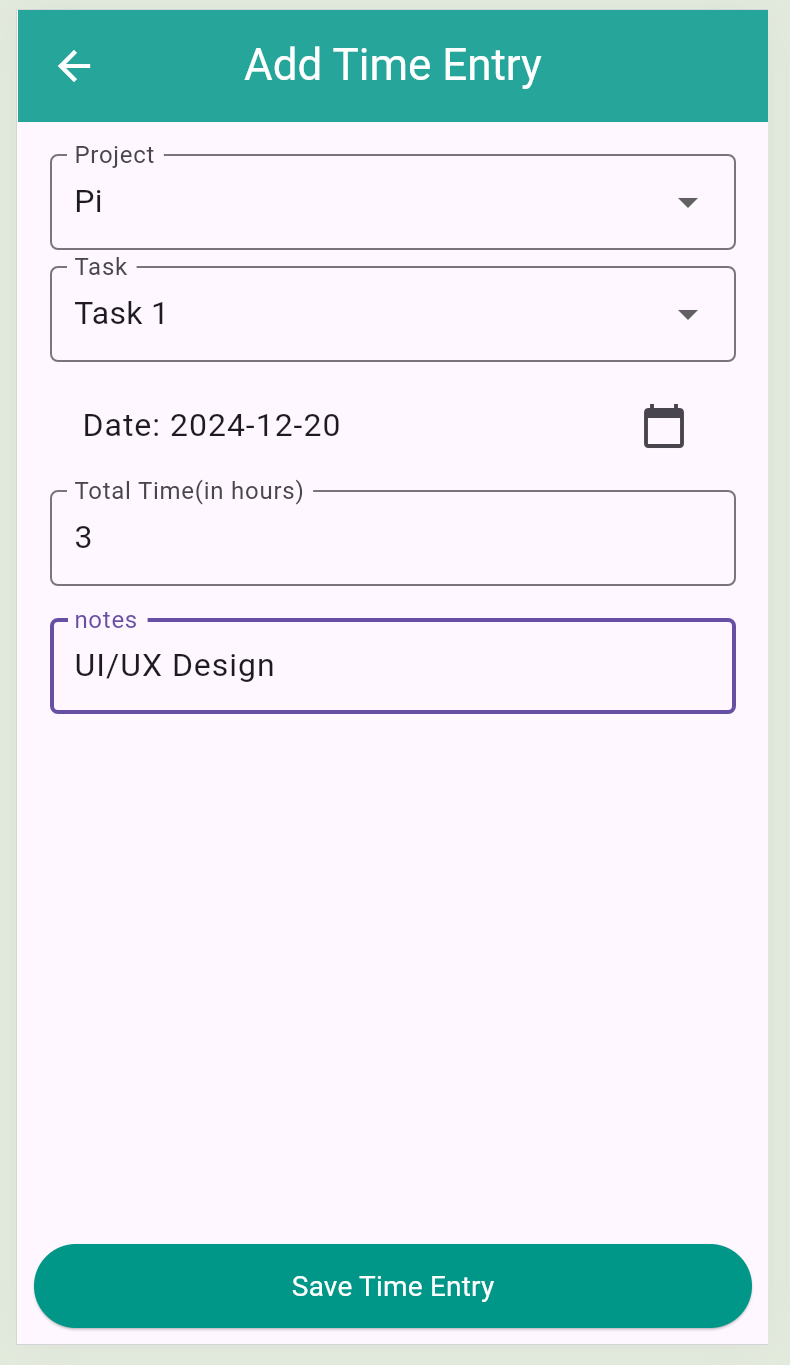 Add Time Entry
Project
Pi
Task
Task 1
Date: 2024-12-20
Total Time(in hours)
3
notes
UI/UX Design
Save Time Entry